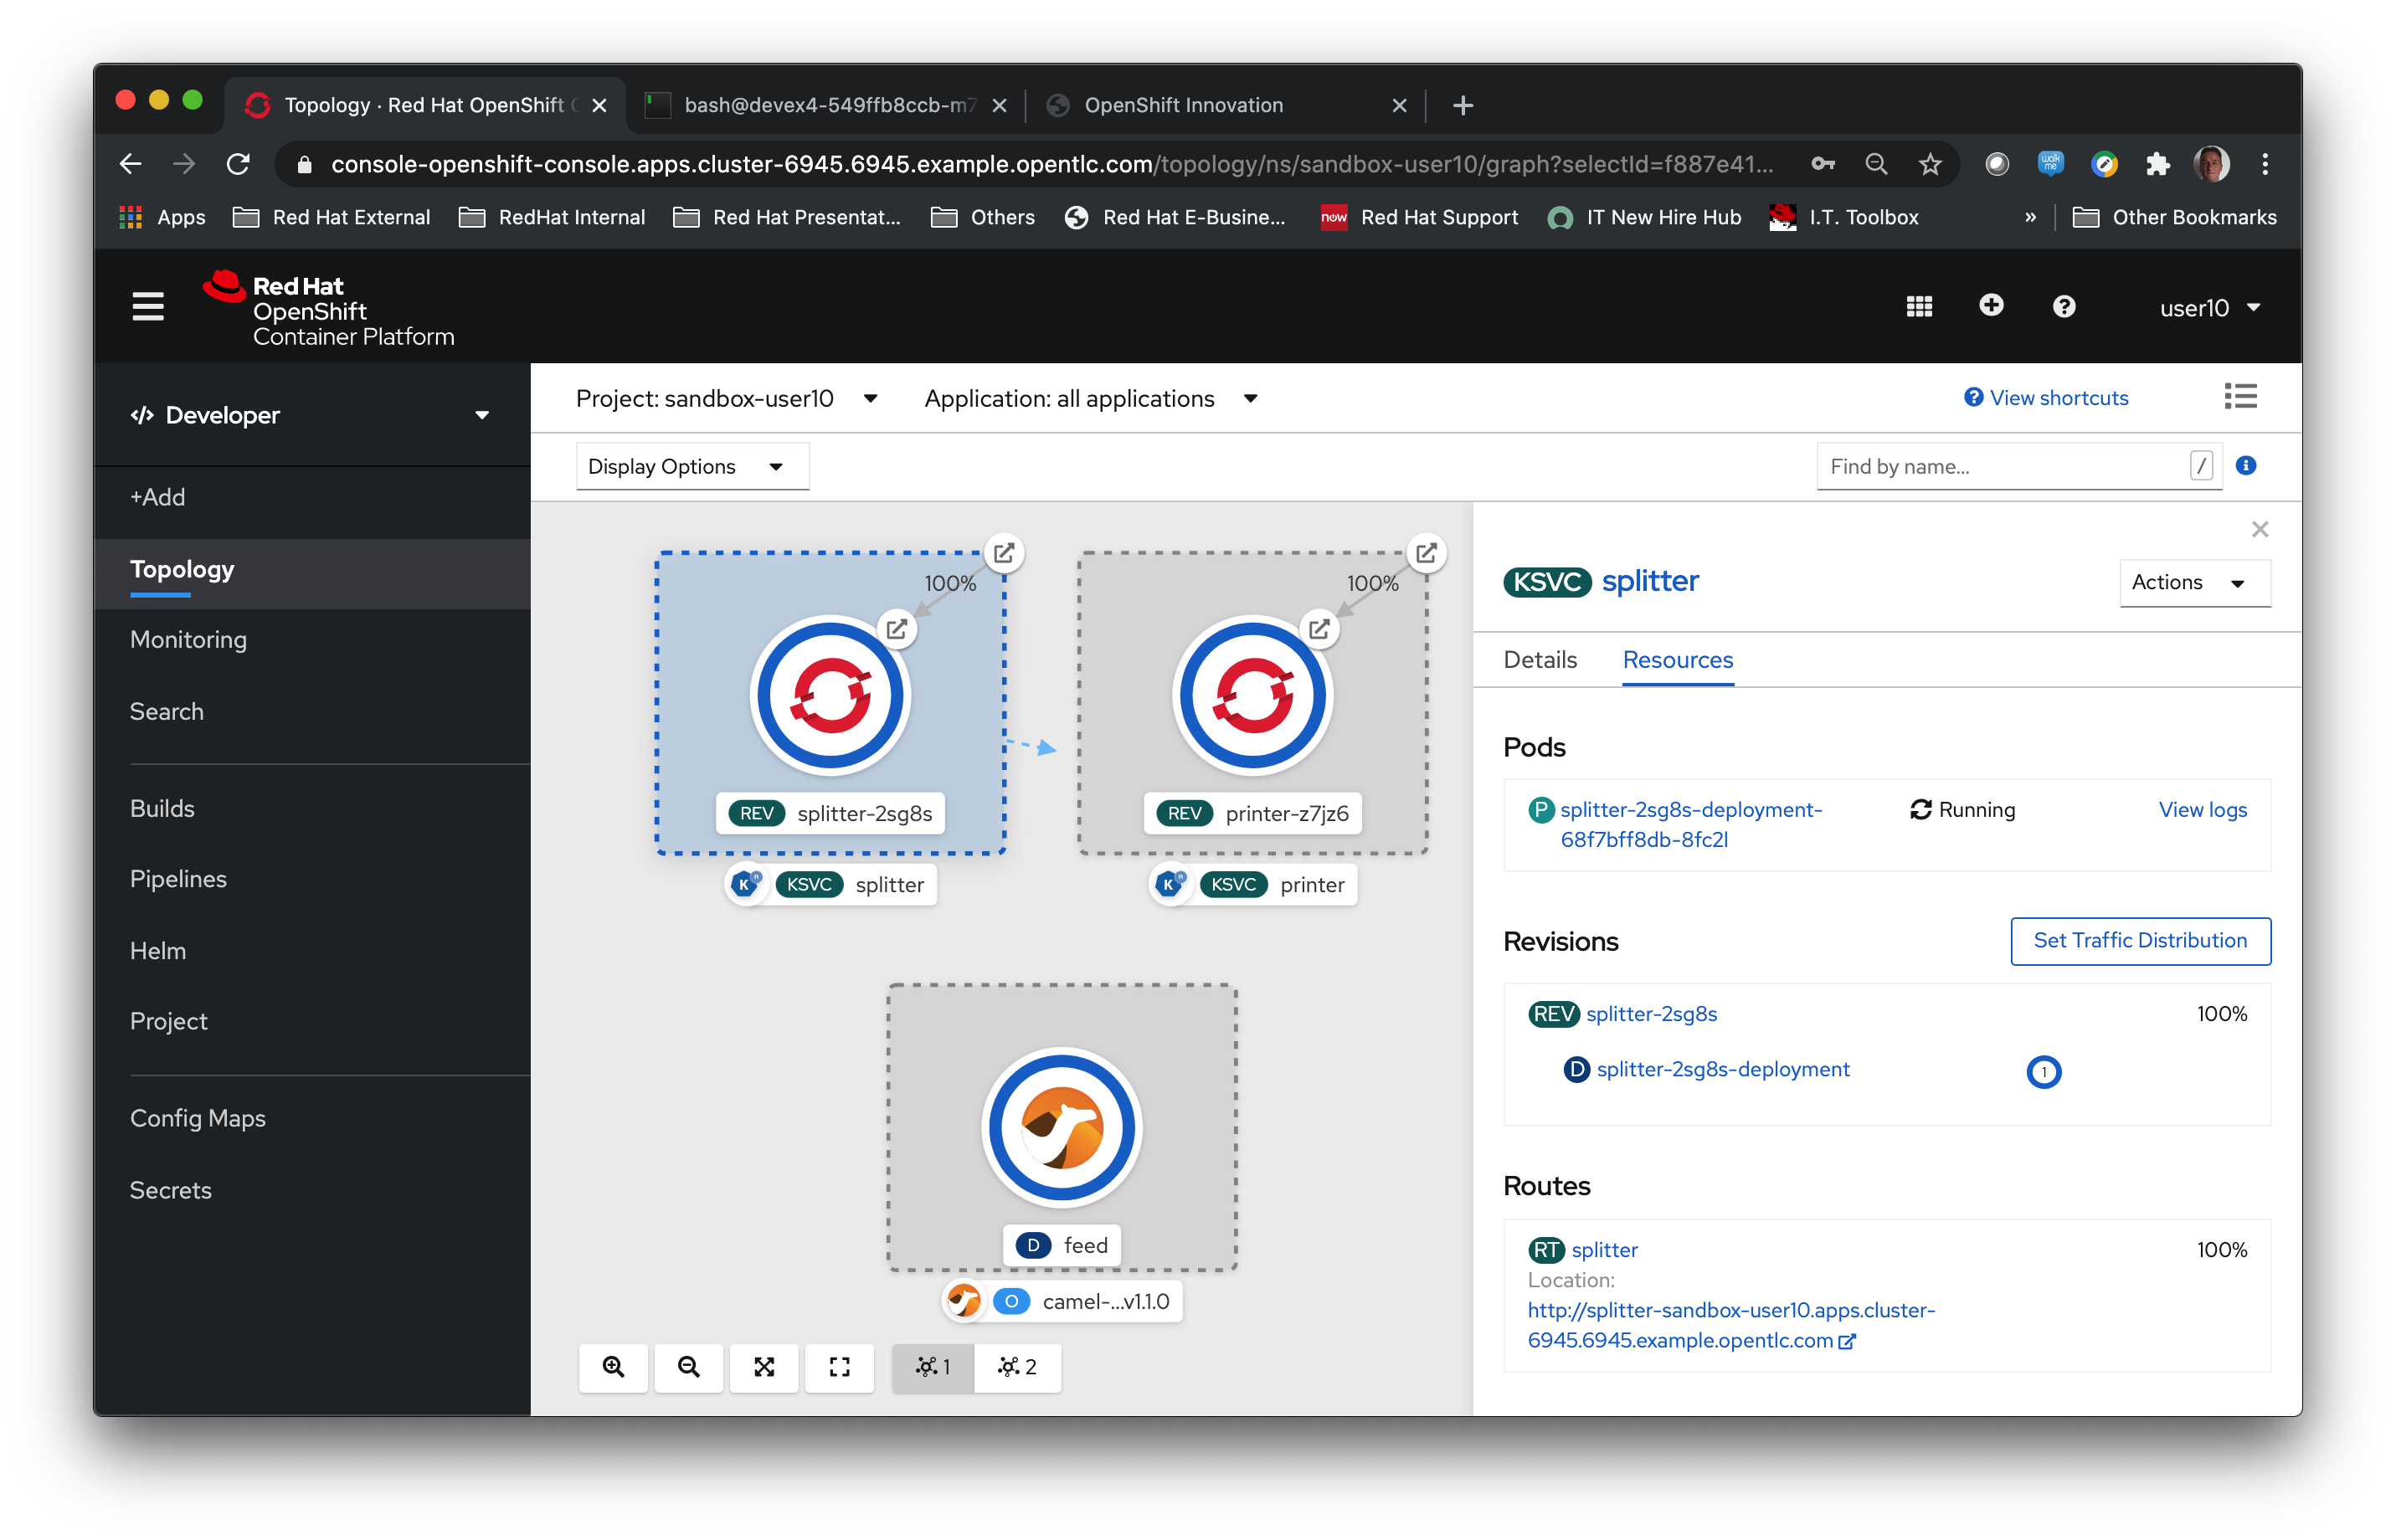 Topology · Red Hat OpenShift C
bash@devex4-549ffb8ccb-m7
OpenShift Innovation
console-openshift-console.apps.cluster-6945.6945.example.opentlc.com/topology/ns/sandbox-user10/graph?selectId=f887e41...
walk me
Apps
Red Hat External
RedHat Internal
Red Hat Presentat...
Others
Red Hat E-Busine...
now
Red Hat Support
IT New Hire Hub
I.T. Toolbox
»
Other Bookmarks
Red Hat
OpenShift
Container Platform
user10
Developer
+Add
Topology
Monitoring
Search
Builds
Pipelines
Helm
Project
Config Maps
Secrets
Project: sandbox-user10
Application: all applications
View shortcuts
Display Options
Find by name...
/
100%
REV splitter-2sg8s
Kn KSVC splitter
100%
REV printer-z7jz6
Kn KSVC printer
D feed
O camel-...v1.1.0
1
2
KSVC splitter
Actions
Details
Resources
Pods
P splitter-2sg8s-deployment-
68f7bff8db-8fc2l
Running
View logs
Revisions
Set Traffic Distribution
REV splitter-2sg8s
100%
D splitter-2sg8s-deployment
1
Routes
RT splitter
100%
Location:
http://splitter-sandbox-user10.apps.cluster-
6945.6945.example.opentlc.com